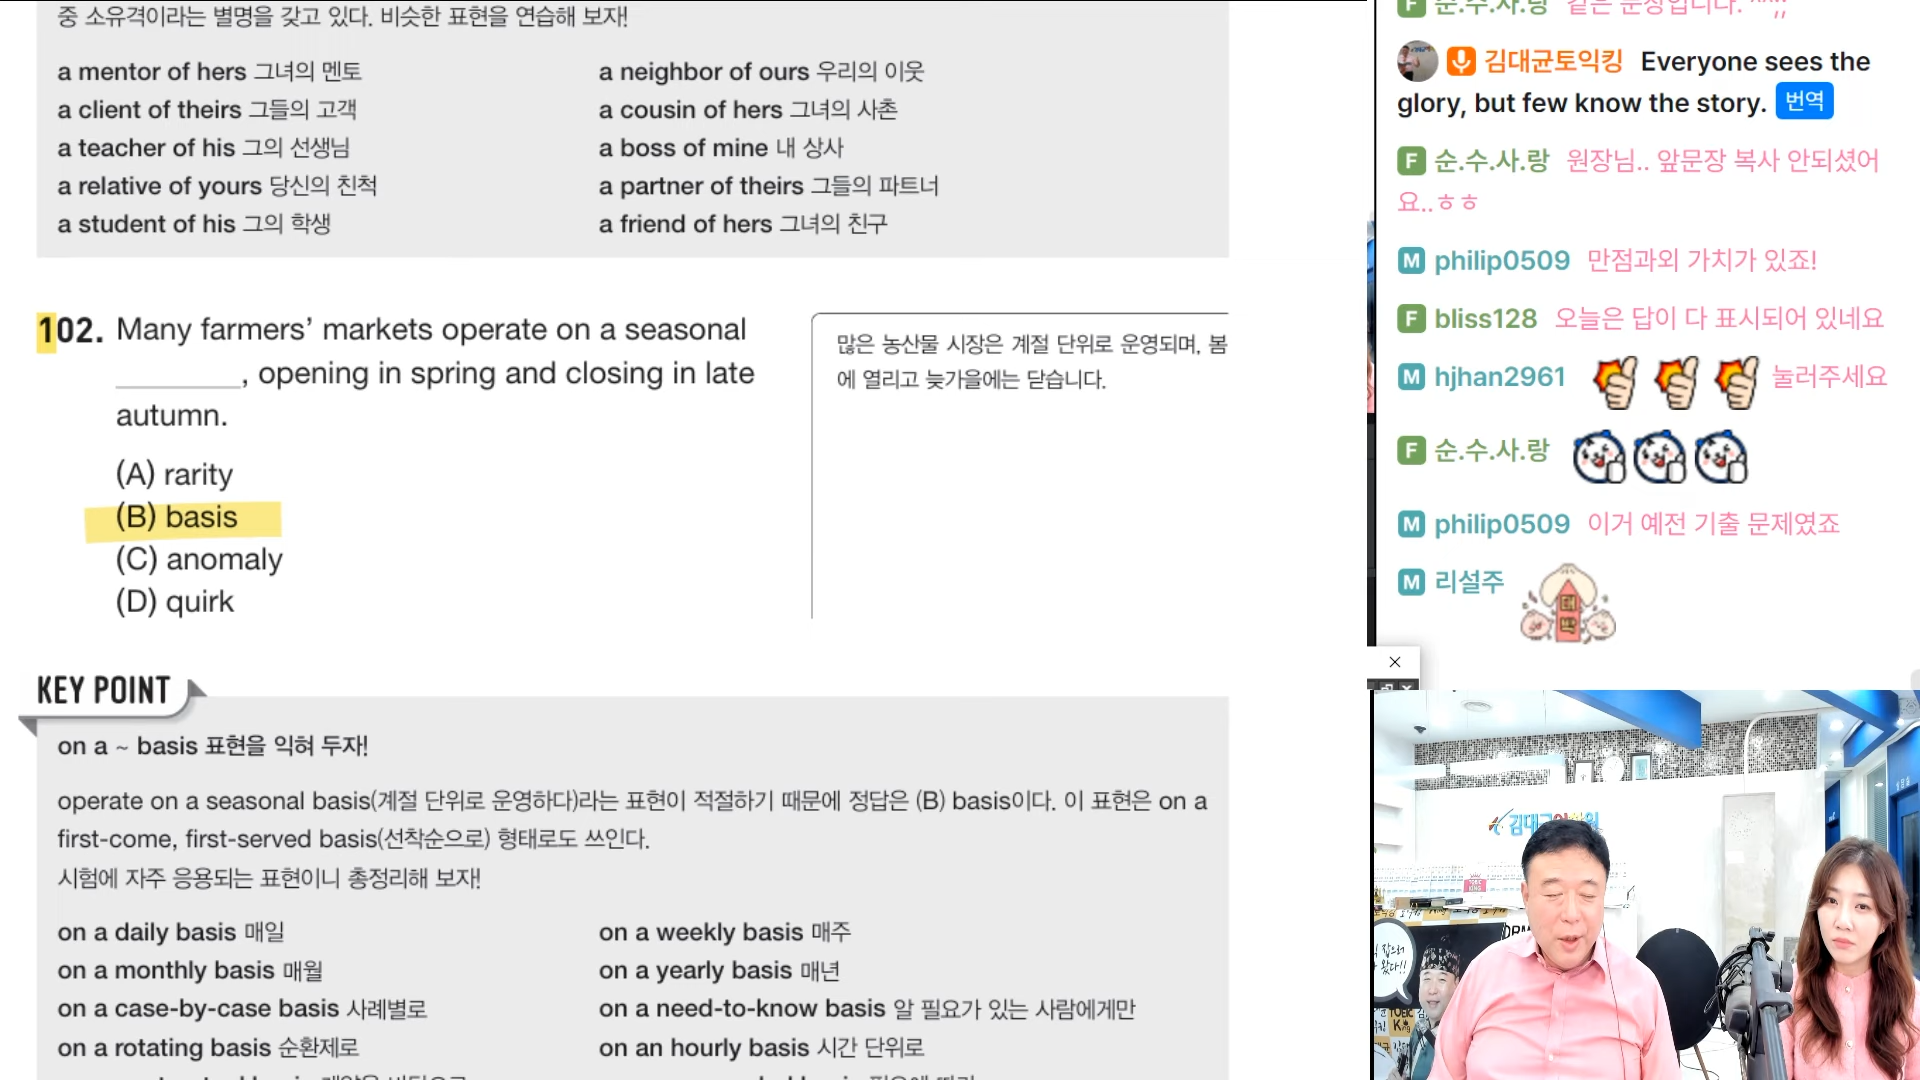 중 소유격이라는 별명을 갖고 있다. 비슷한 표현을 연습해 보자!
a mentor of hers 그녀의 멘토
a neighbor of ours 우리의 이웃
a client of theirs 그들의 고객
a cousin of hers 그녀의 사촌
a teacher of his 그의 선생님
a boss of mine 내 상사
a relative of yours 당신의 친척
a partner of theirs 그들의 파트너
a student of his 그의 학생
a friend of hers 그녀의 친구
102. Many farmers’ markets operate on a seasonal
________, opening in spring and closing in late
autumn.
(A) rarity
(B) basis
(C) anomaly
(D) quirk
많은 농산물 시장은 계절 단위로 운영되며, 봄
에 열리고 늦가을에는 닫습니다.
KEY POINT
on a ~ basis 표현을 익혀 두자!
operate on a seasonal basis(계절 단위로 운영하다)라는 표현이 적절하기 때문에 정답은 (B) basis이다. 이 표현은 on a
first-come, first-served basis(선착순으로) 형태로도 쓰인다.
시험에 자주 응용되는 표현이니 총정리해 보자!
on a daily basis 매일
on a weekly basis 매주
on a monthly basis 매월
on a yearly basis 매년
on a case-by-case basis 사례별로
on a need-to-know basis 알 필요가 있는 사람에게만
on a rotating basis 순환제로
on an hourly basis 시간 단위로
F 순.수.사.랑 같은 문장입니다. ^^;;
김대균토익킹 Everyone sees the
glory, but few know the story. 번역
F 순.수.사.랑 원장님.. 앞문장 복사 안되셨어
요..ㅎㅎ
M philip0509 만점과외 가치가 있죠!
F bliss128 오늘은 답이 다 표시되어 있네요
M hjhan2961 눌러주세요
F 순.수.사.랑
M philip0509 이거 예전 기출 문제였죠
M 리설주
대
박
TOEIC